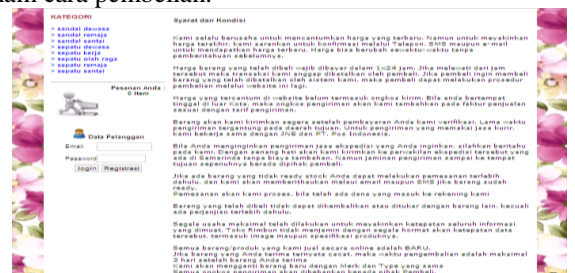 KATEGORI
> sandal dewasa
> sandal remaja
> sandal santai
> sepatu dewasa
> sepatu kerja
> sepatu olah raga
> sepatu remaja
> sepatu santai
Pesanan Anda :
0 item
Data Pelanggan
Email
Password
login Registrasi
Syarat dan Kondisi
Kami selalu berusaha untuk mencantumkan harga yang terbaru. Namun untuk meyakinkan
harga terakhir, kami sarankan untuk konfirmasi melalui Telepon, SMS maupun e-mail
untuk mendapatkan harga terbaru. Harga bisa berubah sewaktu-waktu tanpa
pemberitahuan sebelumnya.
Harga barang yang telah dibeli wajib dibayar dalam 1x24 jam. Jika melewati dari jam
tersebut maka transaksi kami anggap dibatalkan oleh pembeli. Jika pembeli ingin membeli
barang yang telah dibatalkan oleh sistem kami, maka pembeli dapat melakukan prosedur
pembelian melalui website ini lagi.
Harga yang tercantum di website belum termasuk ongkos kirim. Bila anda bertempat
tinggal di luar Kota, maka ongkos pengiriman akan kami tambahkan pada faktur penjualan
sesuai dengan tarif pengiriman.
Barang akan kami kirimkan segera setelah pembayaran Anda kami verifikasi. Lama waktu
pengiriman tergantung pada daerah tujuan. Untuk pengiriman yang memakai jasa kurir,
kami bekerja sama dengan JNE dan PT. Pos Indonesia.
Bila Anda menginginkan pengiriman jasa ekspedisi yang Anda inginkan, silahkan beritahu
pada kami. Dengan senang hati akan kami kirimkan ke perwakilan ekspedisi tersebut yang
ada di Samarinda tanpa biaya tambahan. Namun jaminan pengiriman sampai ke tempat
tujuan sepenuhnya berada dipihak pembeli.
Jika ada barang yang tidak ready stock Anda dapat melakukan pemesanan terlebih
dahulu, dan kami akan memberitahukan melaui email maupun SMS jika barang sudah
ready.
Pemesanan akan kami proses, bila telah ada dana yang masuk ke rekening kami
Barang yang telah dibeli tidak dapat dikembalikan atau ditukar dengan barang lain, kecuali
ada perjanjian terlebih dahulu.
Segala usaha maksimal telah dilakukan untuk meyakinkan ketepatan seluruh informasi
yang dimuat. Toko Rimbun tidak menjamin dengan segala hormat akan ketepatan data
tersebut, termasuk image maupun spesifikasi produknya.
Semua barang/produk yang kami jual secara online adalah BARU.
Jika barang yang Anda terima ternyata cacat, maka waktu pengembalian adalah maksimal
3 hari setelah barang Anda terima
Kami akan mengganti barang baru dengan Merk dan Type yang sama
Semua ongkos pengiriman akan dibebankan kepada pihak Pembeli.